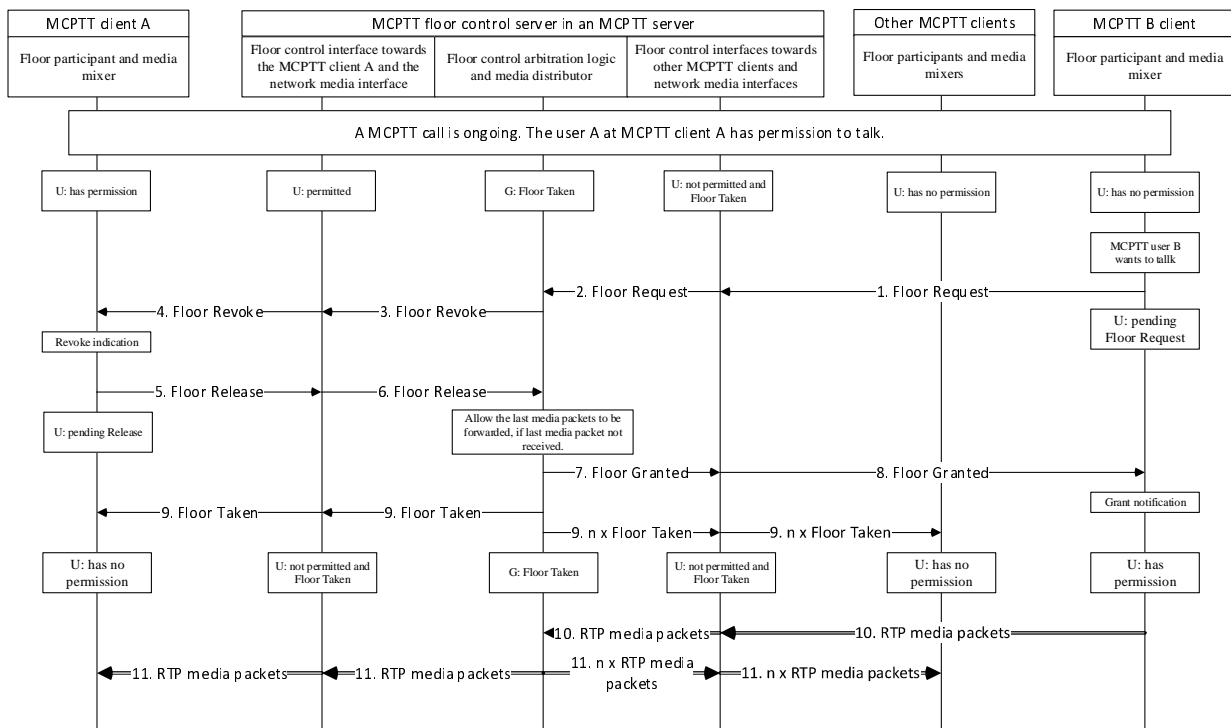 MCPTT client A
MCPTT floor control server in an MCPTT server
Other MCPTT clients
MCPTT B client
Floor participant and media
mixer
Floor control interface towards
the MCPTT client A and the
network media interface
Floor control arbitration logic
and media distributor
Floor control interfaces towards
other MCPTT clients and
network media interfaces
Floor participants and media
mixers
Floor participant and media
mixer
A MCPTT call is ongoing. The user A at MCPTT client A has permission to talk.
U: has permission
U: permitted
G: Floor Taken
U: not permitted and
Floor Taken
U: has no permission
U: has no permission
MCPTT user B
wants to tallk
2. Floor Request
1. Floor Request
4. Floor Revoke
3. Floor Revoke
U: pending
Floor Request
Revoke indication
5. Floor Release
6. Floor Release
U: pending Release
Allow the last media packets to be
forwarded, if last media packet not
received.
7. Floor Granted
8. Floor Granted
Grant notification
9. Floor Taken
9. Floor Taken
9. n x Floor Taken
9. n x Floor Taken
U: has no
permission
U: not permitted and
Floor Taken
G: Floor Taken
U: not permitted and
Floor Taken
U: has no
permission
U: has
permission
10. RTP media packets
10. RTP media packets
11. RTP media packets
11. RTP media packets
11. n x RTP media
packets
11. n x RTP media packets